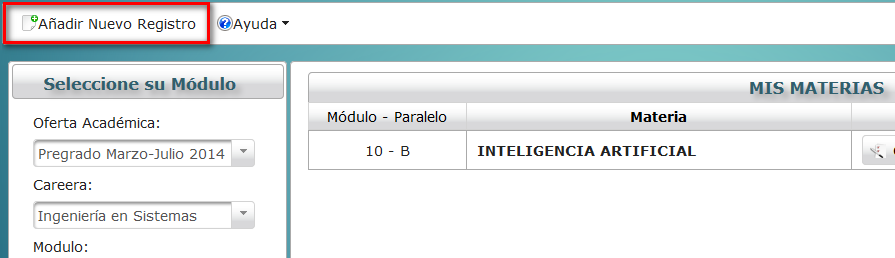 Añadir Nuevo Registro Ayuda
Seleccione su Módulo
Oferta Académica:
Pregrado Marzo-Julio 2014
Careera:
Ingeniería en Sistemas
Modulo:
MIS MATERIAS
Módulo - Paralelo Materia
10 - B INTELIGENCIA ARTIFICIAL